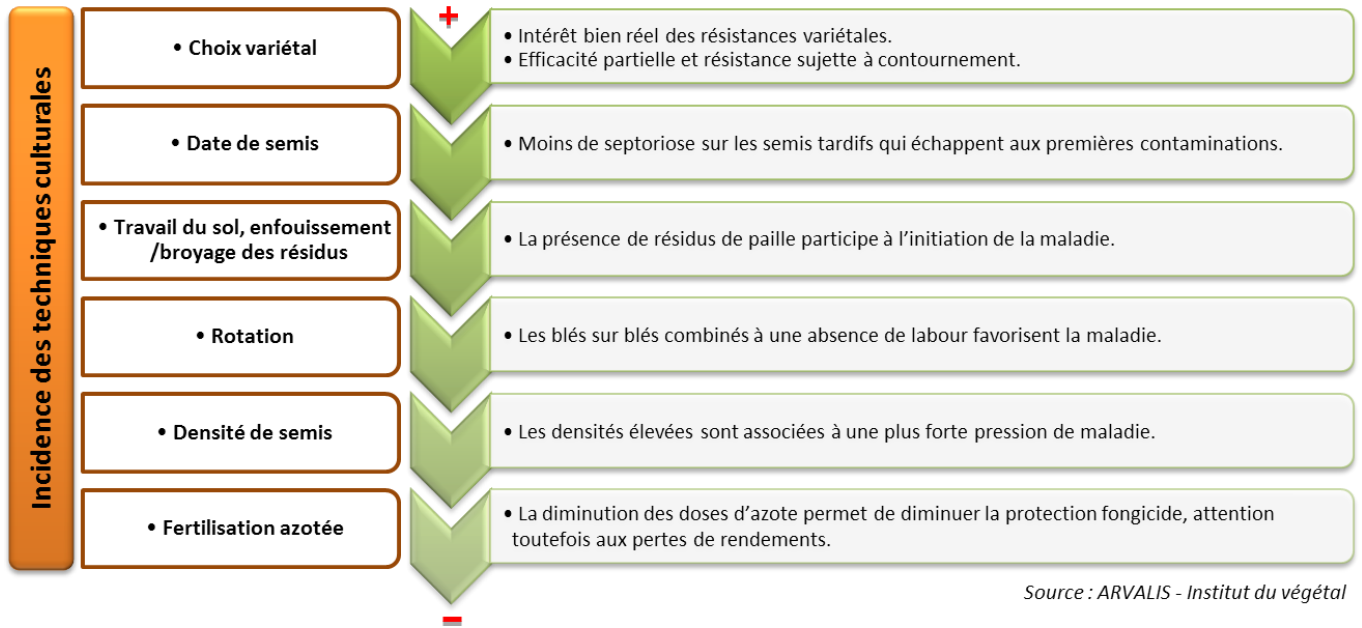 Incidence des techniques culturales
+
• Choix variétal
• Intérêt bien réel des résistances variétales.
• Efficacité partielle et résistance sujette à contournement.
• Date de semis
• Moins de septoriose sur les semis tardifs qui échappent aux premières contaminations.
• Travail du sol, enfouissement
/broyage des résidus
• La présence de résidus de paille participe à l’initiation de la maladie.
• Rotation
• Les blés sur blés combinés à une absence de labour favorisent la maladie.
• Densité de semis
• Les densités élevées sont associées à une plus forte pression de maladie.
• Fertilisation azotée
• La diminution des doses d’azote permet de diminuer la protection fongicide, attention
toutefois aux pertes de rendements.
Source : ARVALIS - Institut du végétal
-